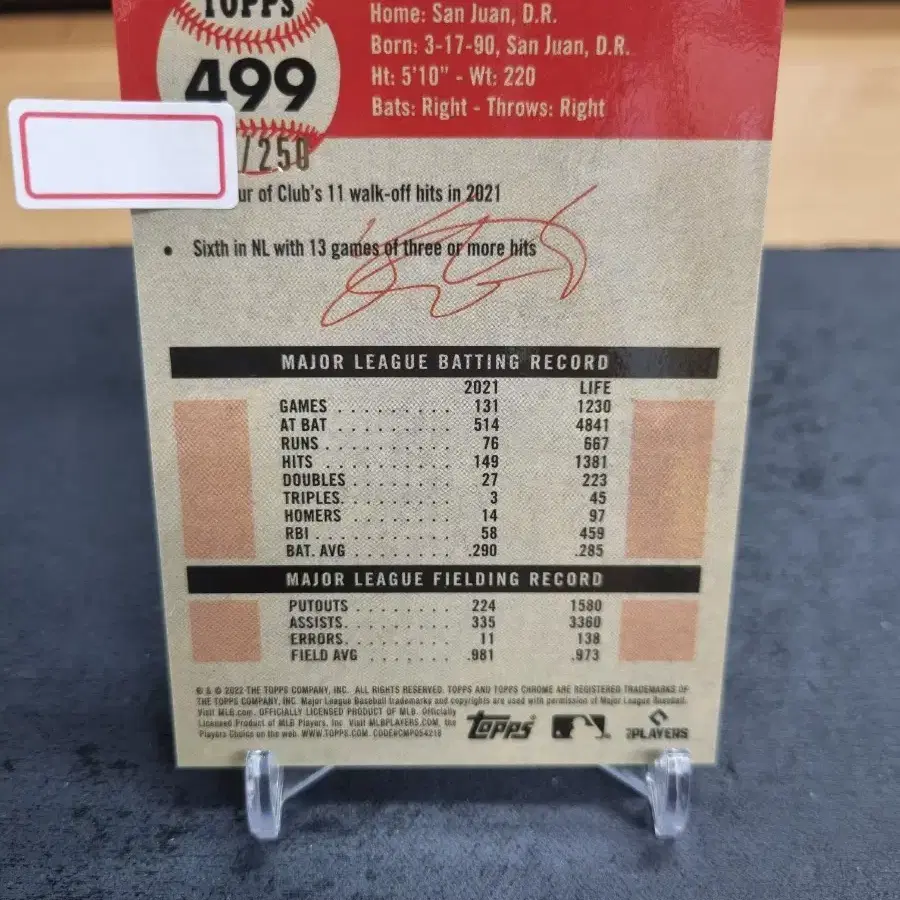 TOPPS
499
/250
Home: San Juan, D.R.
Born: 3-17-90, San Juan, D.R.
Ht: 5'10" - Wt: 220
Bats: Right - Throws: Right
ur of Club's 11 walk-off hits in 2021
• Sixth in NL with 13 games of three or more hits
MAJOR LEAGUE BATTING RECORD
2021 LIFE
GAMES . . . . . . . . . . 131 1230
AT BAT . . . . . . . . . . 514 4841
RUNS . . . . . . . . . . . 76 667
HITS . . . . . . . . . . . 149 1381
DOUBLES . . . . . . . . 27 223
TRIPLES. . . . . . . . . 3 45
HOMERS . . . . . . . . 14 97
RBI . . . . . . . . . . . . 58 459
BAT. AVG . . . . . . . . .290 .285
MAJOR LEAGUE FIELDING RECORD
PUTOUTS . . . . . . . . 224 1580
ASSISTS. . . . . . . . . 335 3360
ERRORS. . . . . . . . . 11 138
FIELD AVG . . . . . . . .981 .973
® & © 2022 THE TOPPS COMPANY, INC. ALL RIGHTS RESERVED. TOPPS AND TOPPS CHROME ARE REGISTERED TRADEMARKS OF
THE TOPPS COMPANY, INC. Major League Baseball trademarks and copyrights are used with permission of Major League Baseball.
Visit MLB.com. OFFICIALLY LICENSED PRODUCT OF MLB. Officially
Licensed Product of MLB Players, Inc. Visit MLBPLAYERS.COM, the
Players Choice on the web. WWW.TOPPS.COM. CODE#CMP054218
Topps
PLAYERS